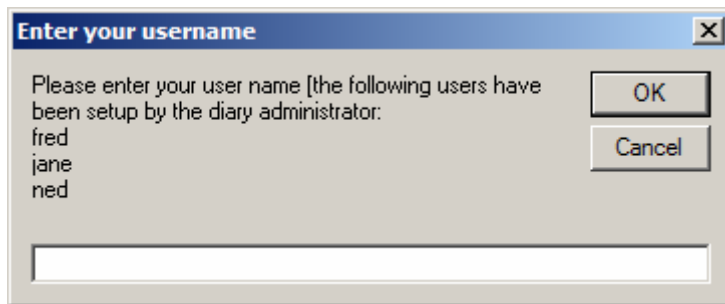 Enter your username
Please enter your user name [the following users have
been setup by the diary administrator:
fred
jane
ned
OK
Cancel